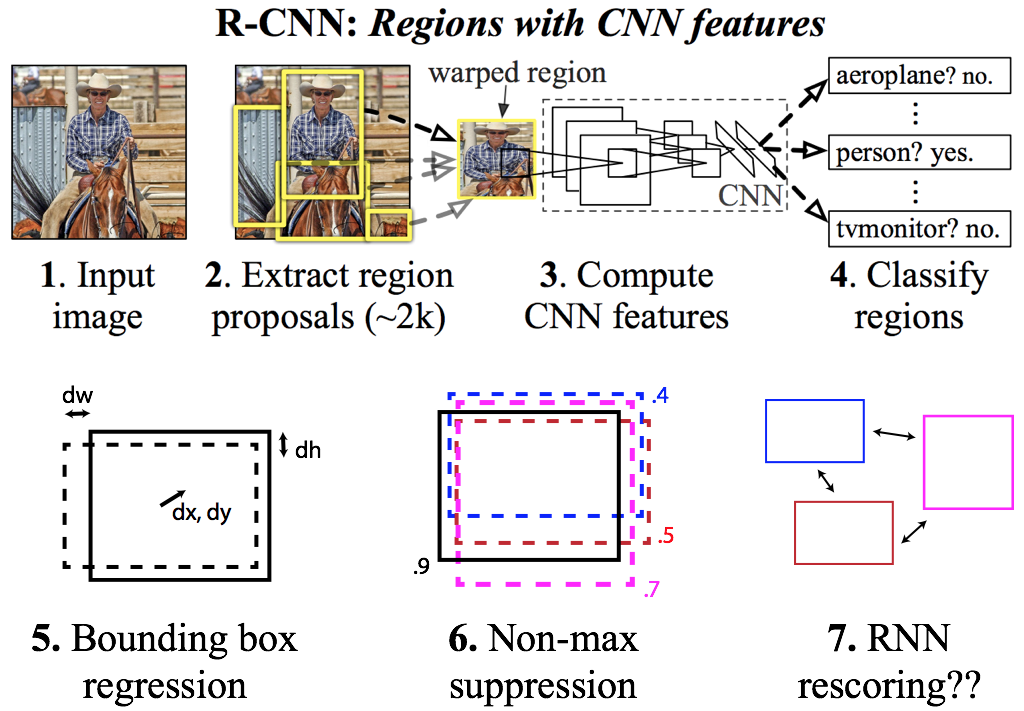 R-CNN: Regions with CNN features
warped region
aeroplane? no.
person? yes.
CNN
tvmonitor? no.
1. Input
image
2. Extract region
proposals (~2k)
3. Compute
CNN features
4. Classify
regions
dw
dh
dx, dy
.4
.5
.9
.7
5. Bounding box
regression
6. Non-max
suppression
7. RNN
rescoring??